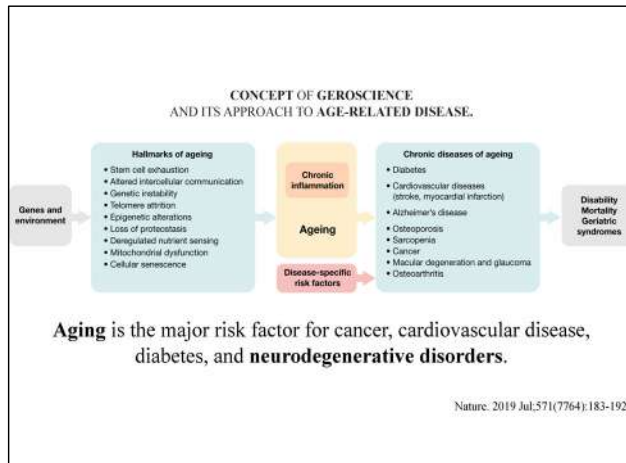 CONCEPT OF GEROSCIENCE
AND ITS APPROACH TO AGE-RELATED DISEASE.
Genes and
environment
Hallmarks of ageing
• Stem cell exhaustion
• Altered intercellular communication
• Genetic instability
• Telomere attrition
• Epigenetic alterations
• Loss of proteostasis
• Deregulated nutrient sensing
• Mitochondrial dysfunction
• Cellular senescence
Chronic
inflammation
Ageing
Disease-specific
risk factors
Chronic diseases of ageing
• Diabetes
• Cardiovascular diseases
(stroke, myocardial infarction)
• Alzheimer's disease
• Osteoporosis
• Sarcopenia
• Cancer
• Macular degeneration and glaucoma
• Osteoarthritis
Disability
Mortality
Geriatric
syndromes
Aging is the major risk factor for cancer, cardiovascular disease,
diabetes, and neurodegenerative disorders.
Nature. 2019 Jul;571(7764):183-192